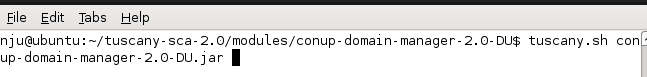 File Edit Tabs Help
nju@ubuntu:~/tuscany-sca-2.0/modules/conup-domain-manager-2.0-DU$ tuscany.sh con
up-domain-manager-2.0-DU.jar